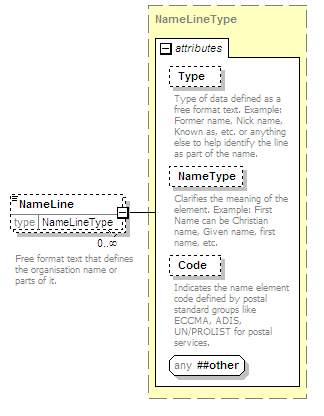 NameLineType
attributes
Type
Type of data defined as a
free format text. Example:
Former name, Nick name,
Known as, etc. or anything
else to help identify the line
as part of the name.
NameType
Clarifies the meaning of the
element. Example: First
Name can be Christian
name, Given name, first
name, etc.
Code
Indicates the name element
code defined by postal
standard groups like
ECCMA, ADIS,
UN/PROLIST for postal
services.
any ##other
NameLine
type NameLineType
0..∞
Free format text that defines
the organisation name or
parts of it.